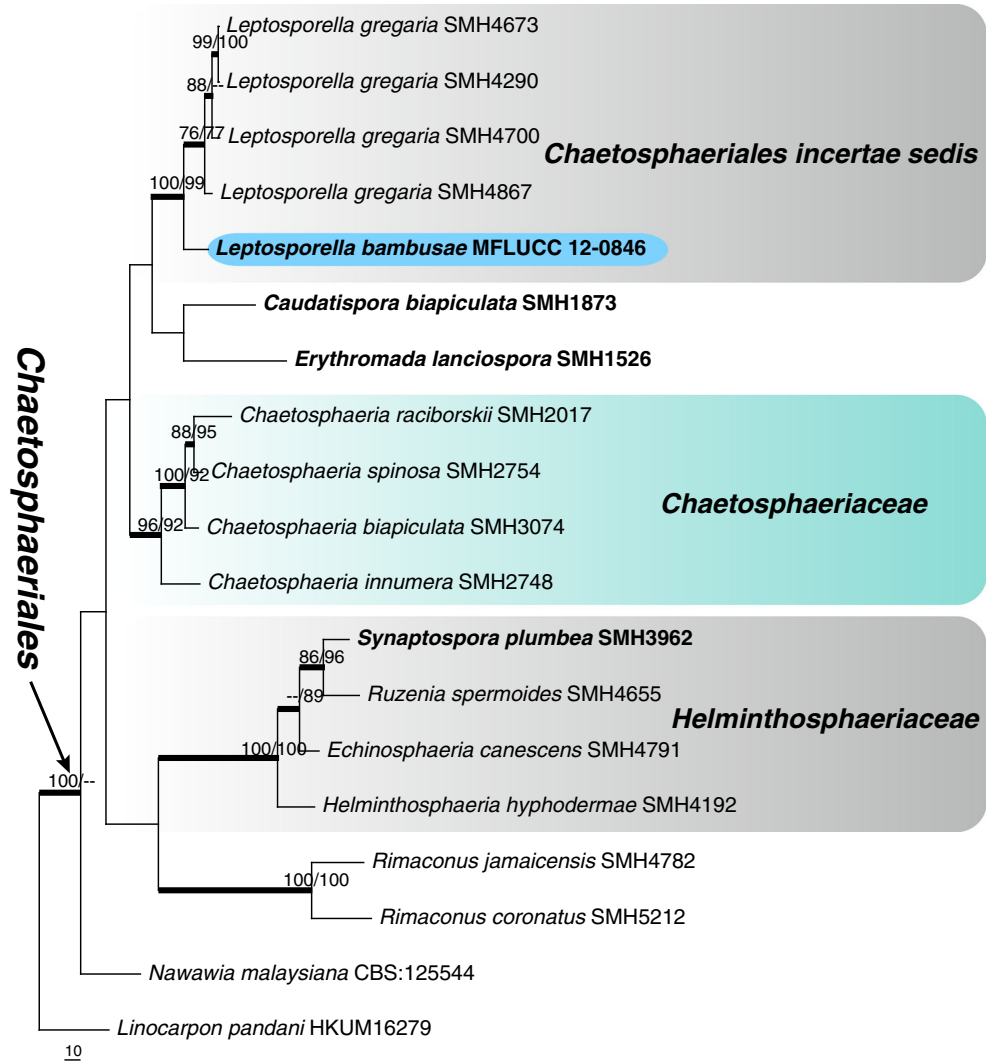 Leptosporella gregaria SMH4673
99/100
Leptosporella gregaria SMH4290
88/--
Leptosporella gregaria SMH4700
76/77
Chaetosphaeriales incertae sedis
Leptosporella gregaria SMH4867
100/99
Leptosporella bambusae MFLUCC 12-0846
Caudatispora biapiculata SMH1873
Erythromada lanciospora SMH1526
Chaetosphaeriales
Chaetosphaeria raciborskii SMH2017
88/95
Chaetosphaeria spinosa SMH2754
100/92
Chaetosphaeriaceae
Chaetosphaeria biapiculata SMH3074
96/92
Chaetosphaeria innumera SMH2748
Synaptospora plumbea SMH3962
86/96
Ruzenia spermoides SMH4655
--/89
Helminthosphaeriaceae
Echinosphaeria canescens SMH4791
100/100
Helminthosphaeria hyphodermae SMH4192
100/--
Rimaconus jamaicensis SMH4782
100/100
Rimaconus coronatus SMH5212
Nawawia malaysiana CBS:125544
Linocarpon pandani HKUM16279
10